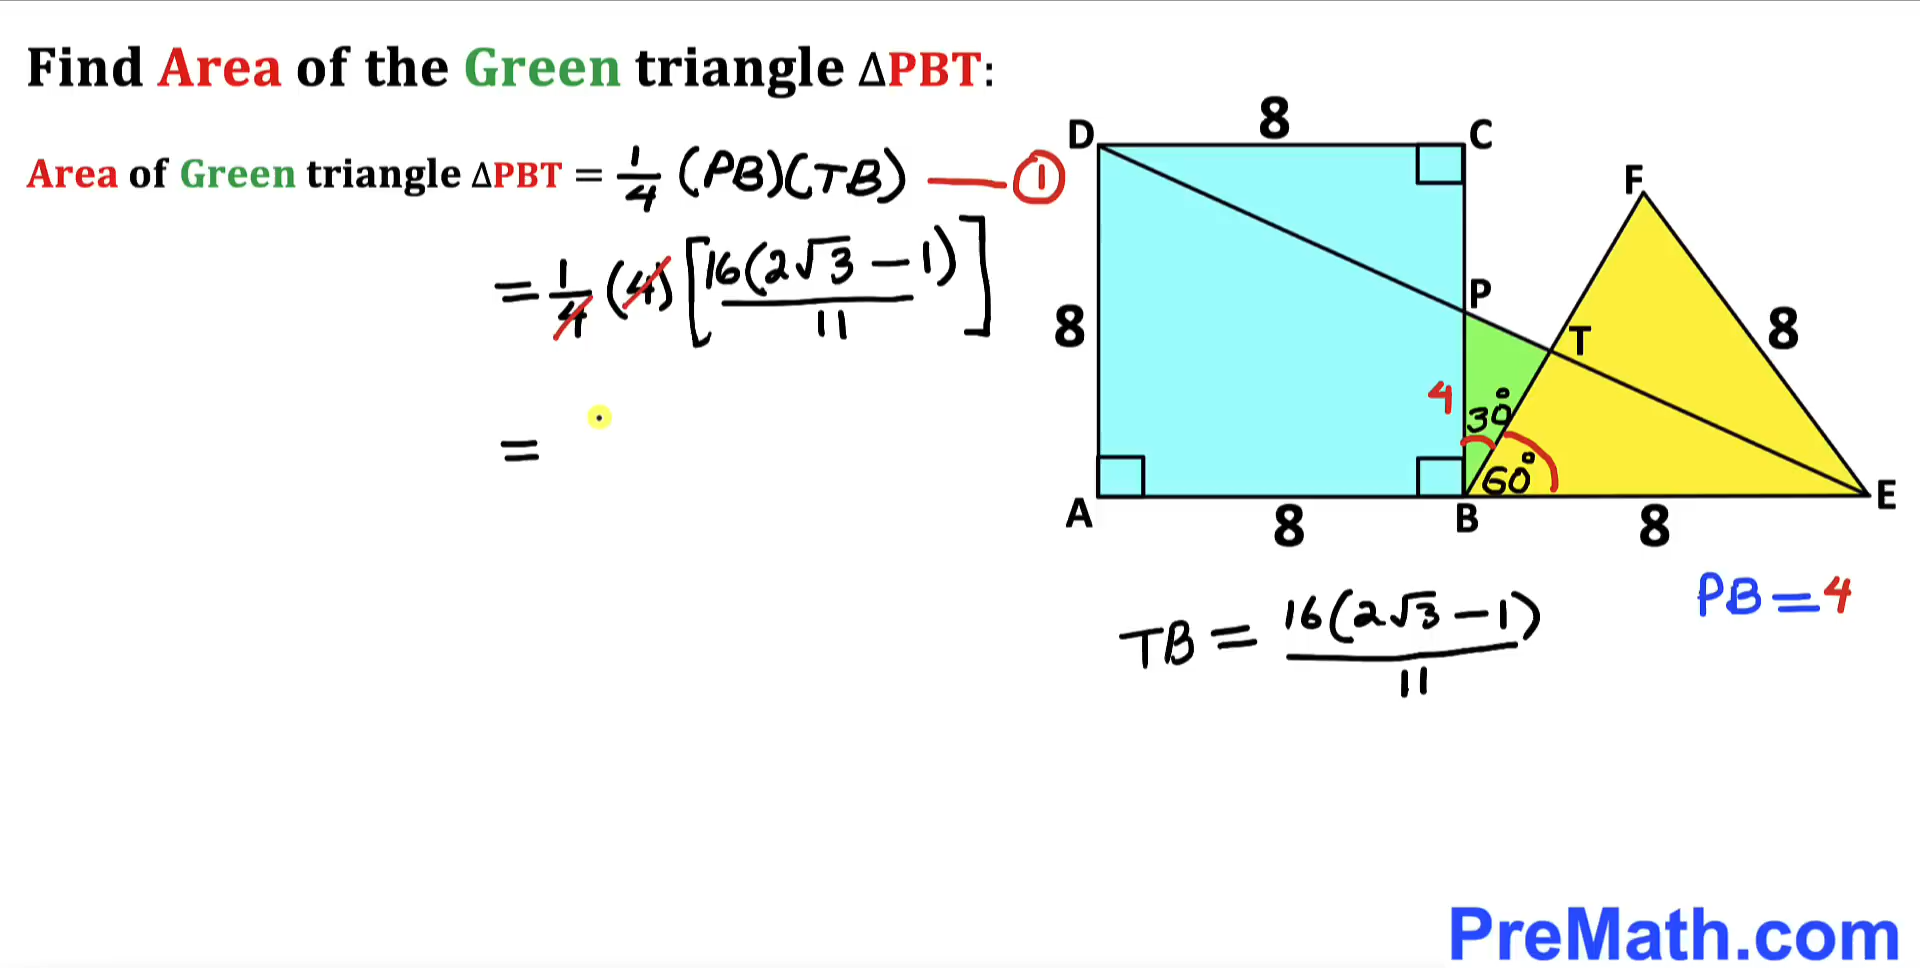 Find Area of the Green triangle ΔPBT:
Area of Green triangle ΔPBT = 1/4 (PB)(TB) — ①
= 1/4 (4) [16(2√3 − 1)/11]
=
D
8
C
F
8
P
T
8
4
30°
60°
A
8
B
8
E
PB = 4
TB = 16(2√3 − 1)/11
PreMath.com